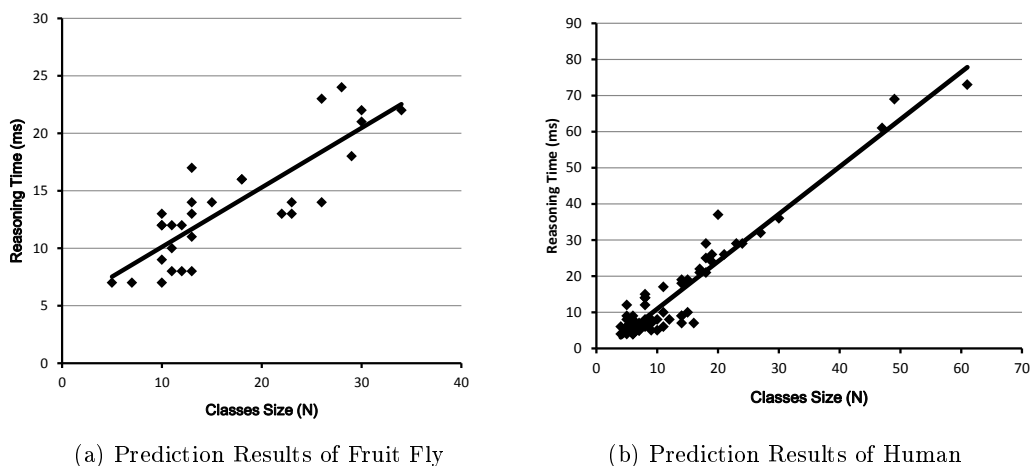 30
25
20
15
10
5
0
Reasoning Time (ms)
0 10 20 30 40
Classes Size (N)
(a) Prediction Results of Fruit Fly
90
80
70
60
50
40
30
20
10
0
Reasoning Time (ms)
0 10 20 30 40 50 60 70
Classes Size (N)
(b) Prediction Results of Human